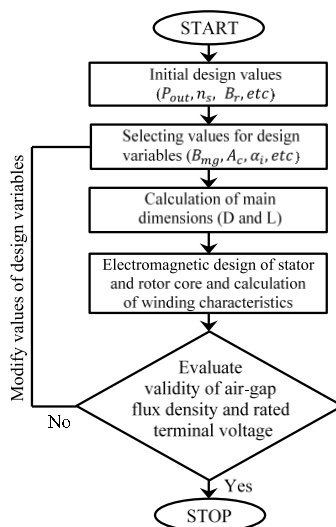 START
Initial design values
(P_out, n_s, B_r, etc)
Selecting values for design
variables (B_mg, A_c, α_i, etc)
Calculation of main
dimensions (D and L)
Electromagnetic design of stator
and rotor core and calculation
of winding characteristics
Evaluate
validity of air-gap
flux density and rated
terminal voltage
No
Modify values of design variables
Yes
STOP